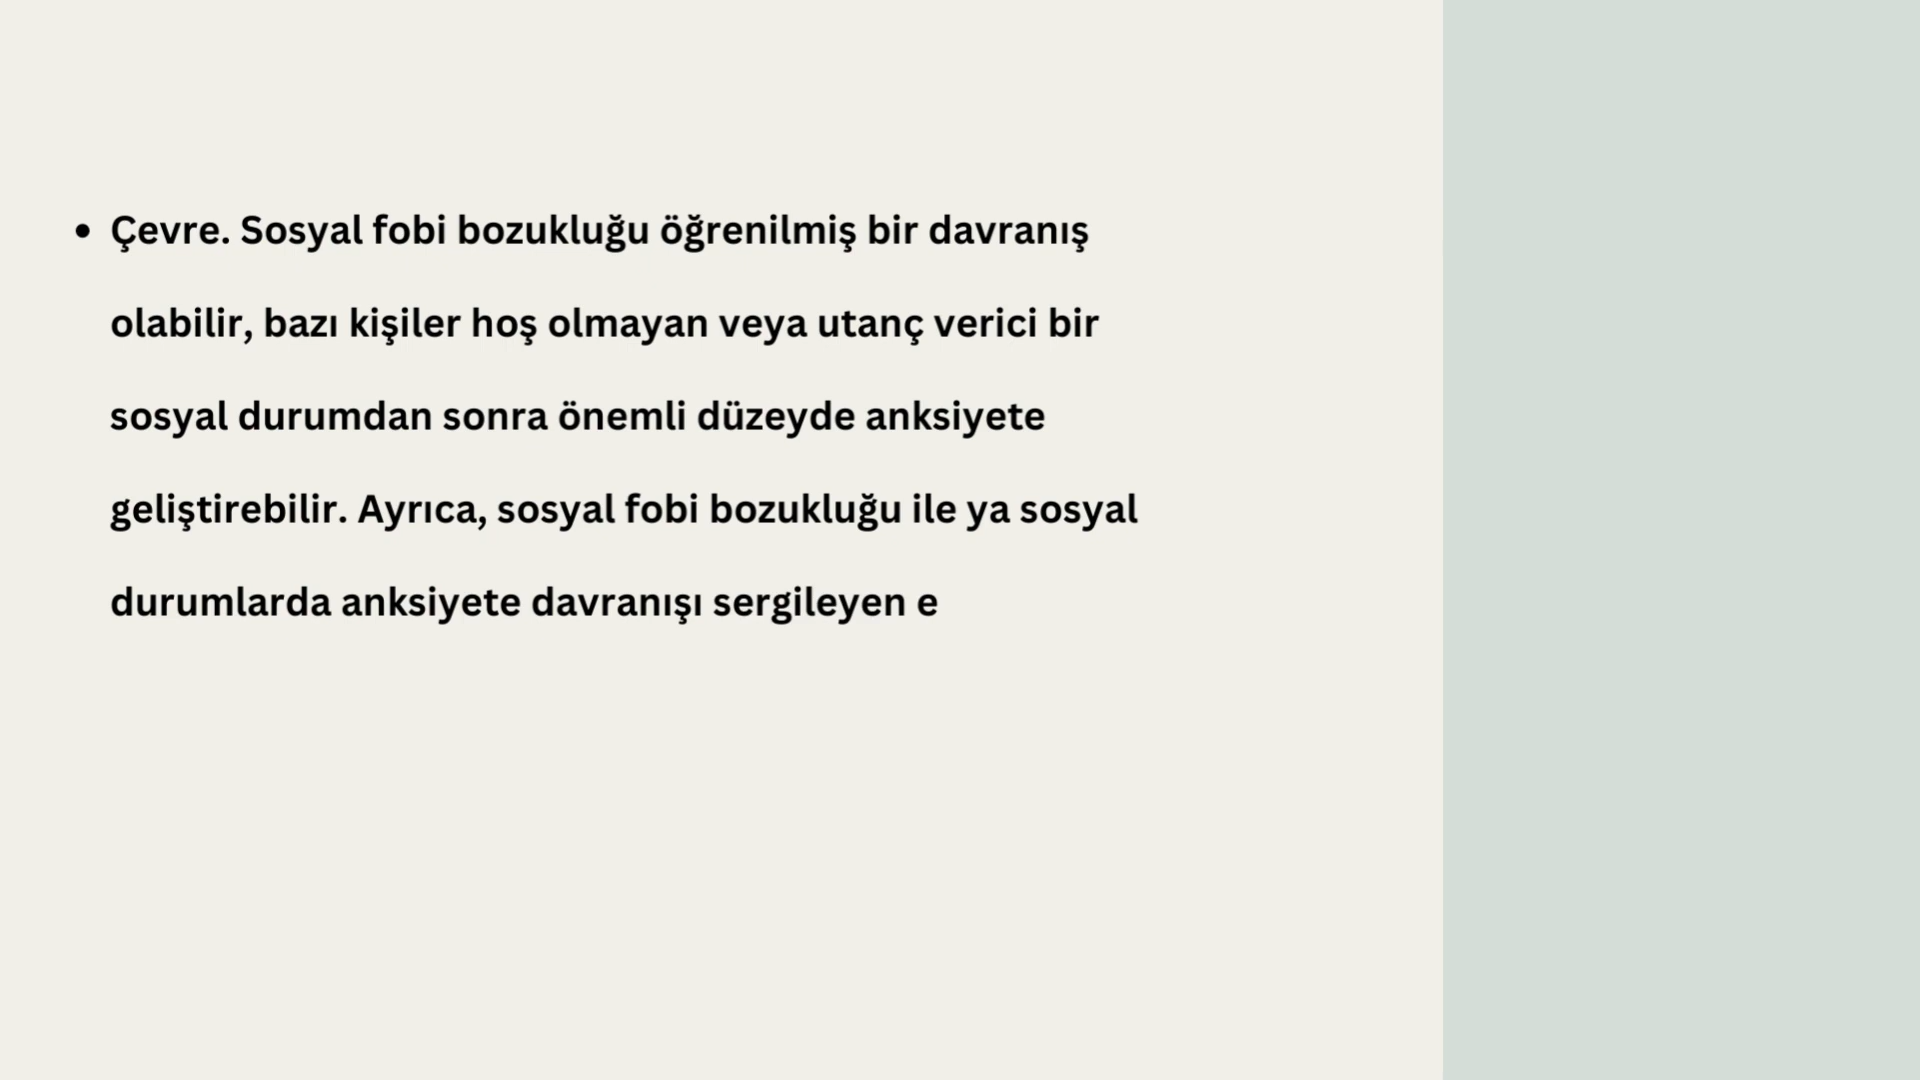 • Çevre. Sosyal fobi bozukluğu öğrenilmiş bir davranış
olabilir, bazı kişiler hoş olmayan veya utanç verici bir
sosyal durumdan sonra önemli düzeyde anksiyete
geliştirebilir. Ayrıca, sosyal fobi bozukluğu ile ya sosyal
durumlarda anksiyete davranışı sergileyen e